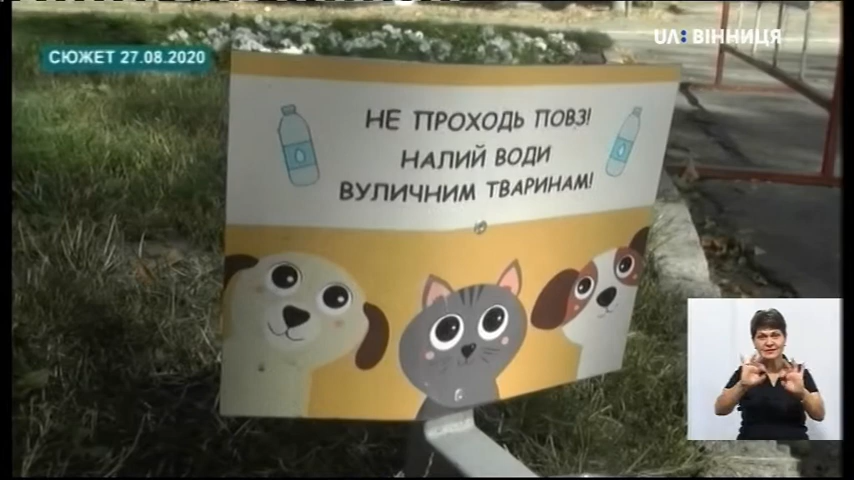 СЮЖЕТ 27.08.2020
UA: ВІННИЦЯ
НЕ ПРОХОДЬ ПОВЗ!
НАЛИЙ ВОДИ
ВУЛИЧНИМ ТВАРИНАМ!